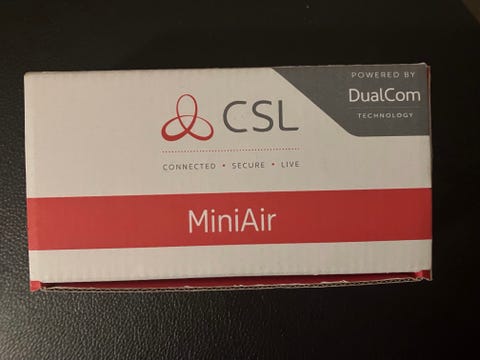 POWERED BY
DualCom
TECHNOLOGY
CSL
CONNECTED • SECURE • LIVE
MiniAir